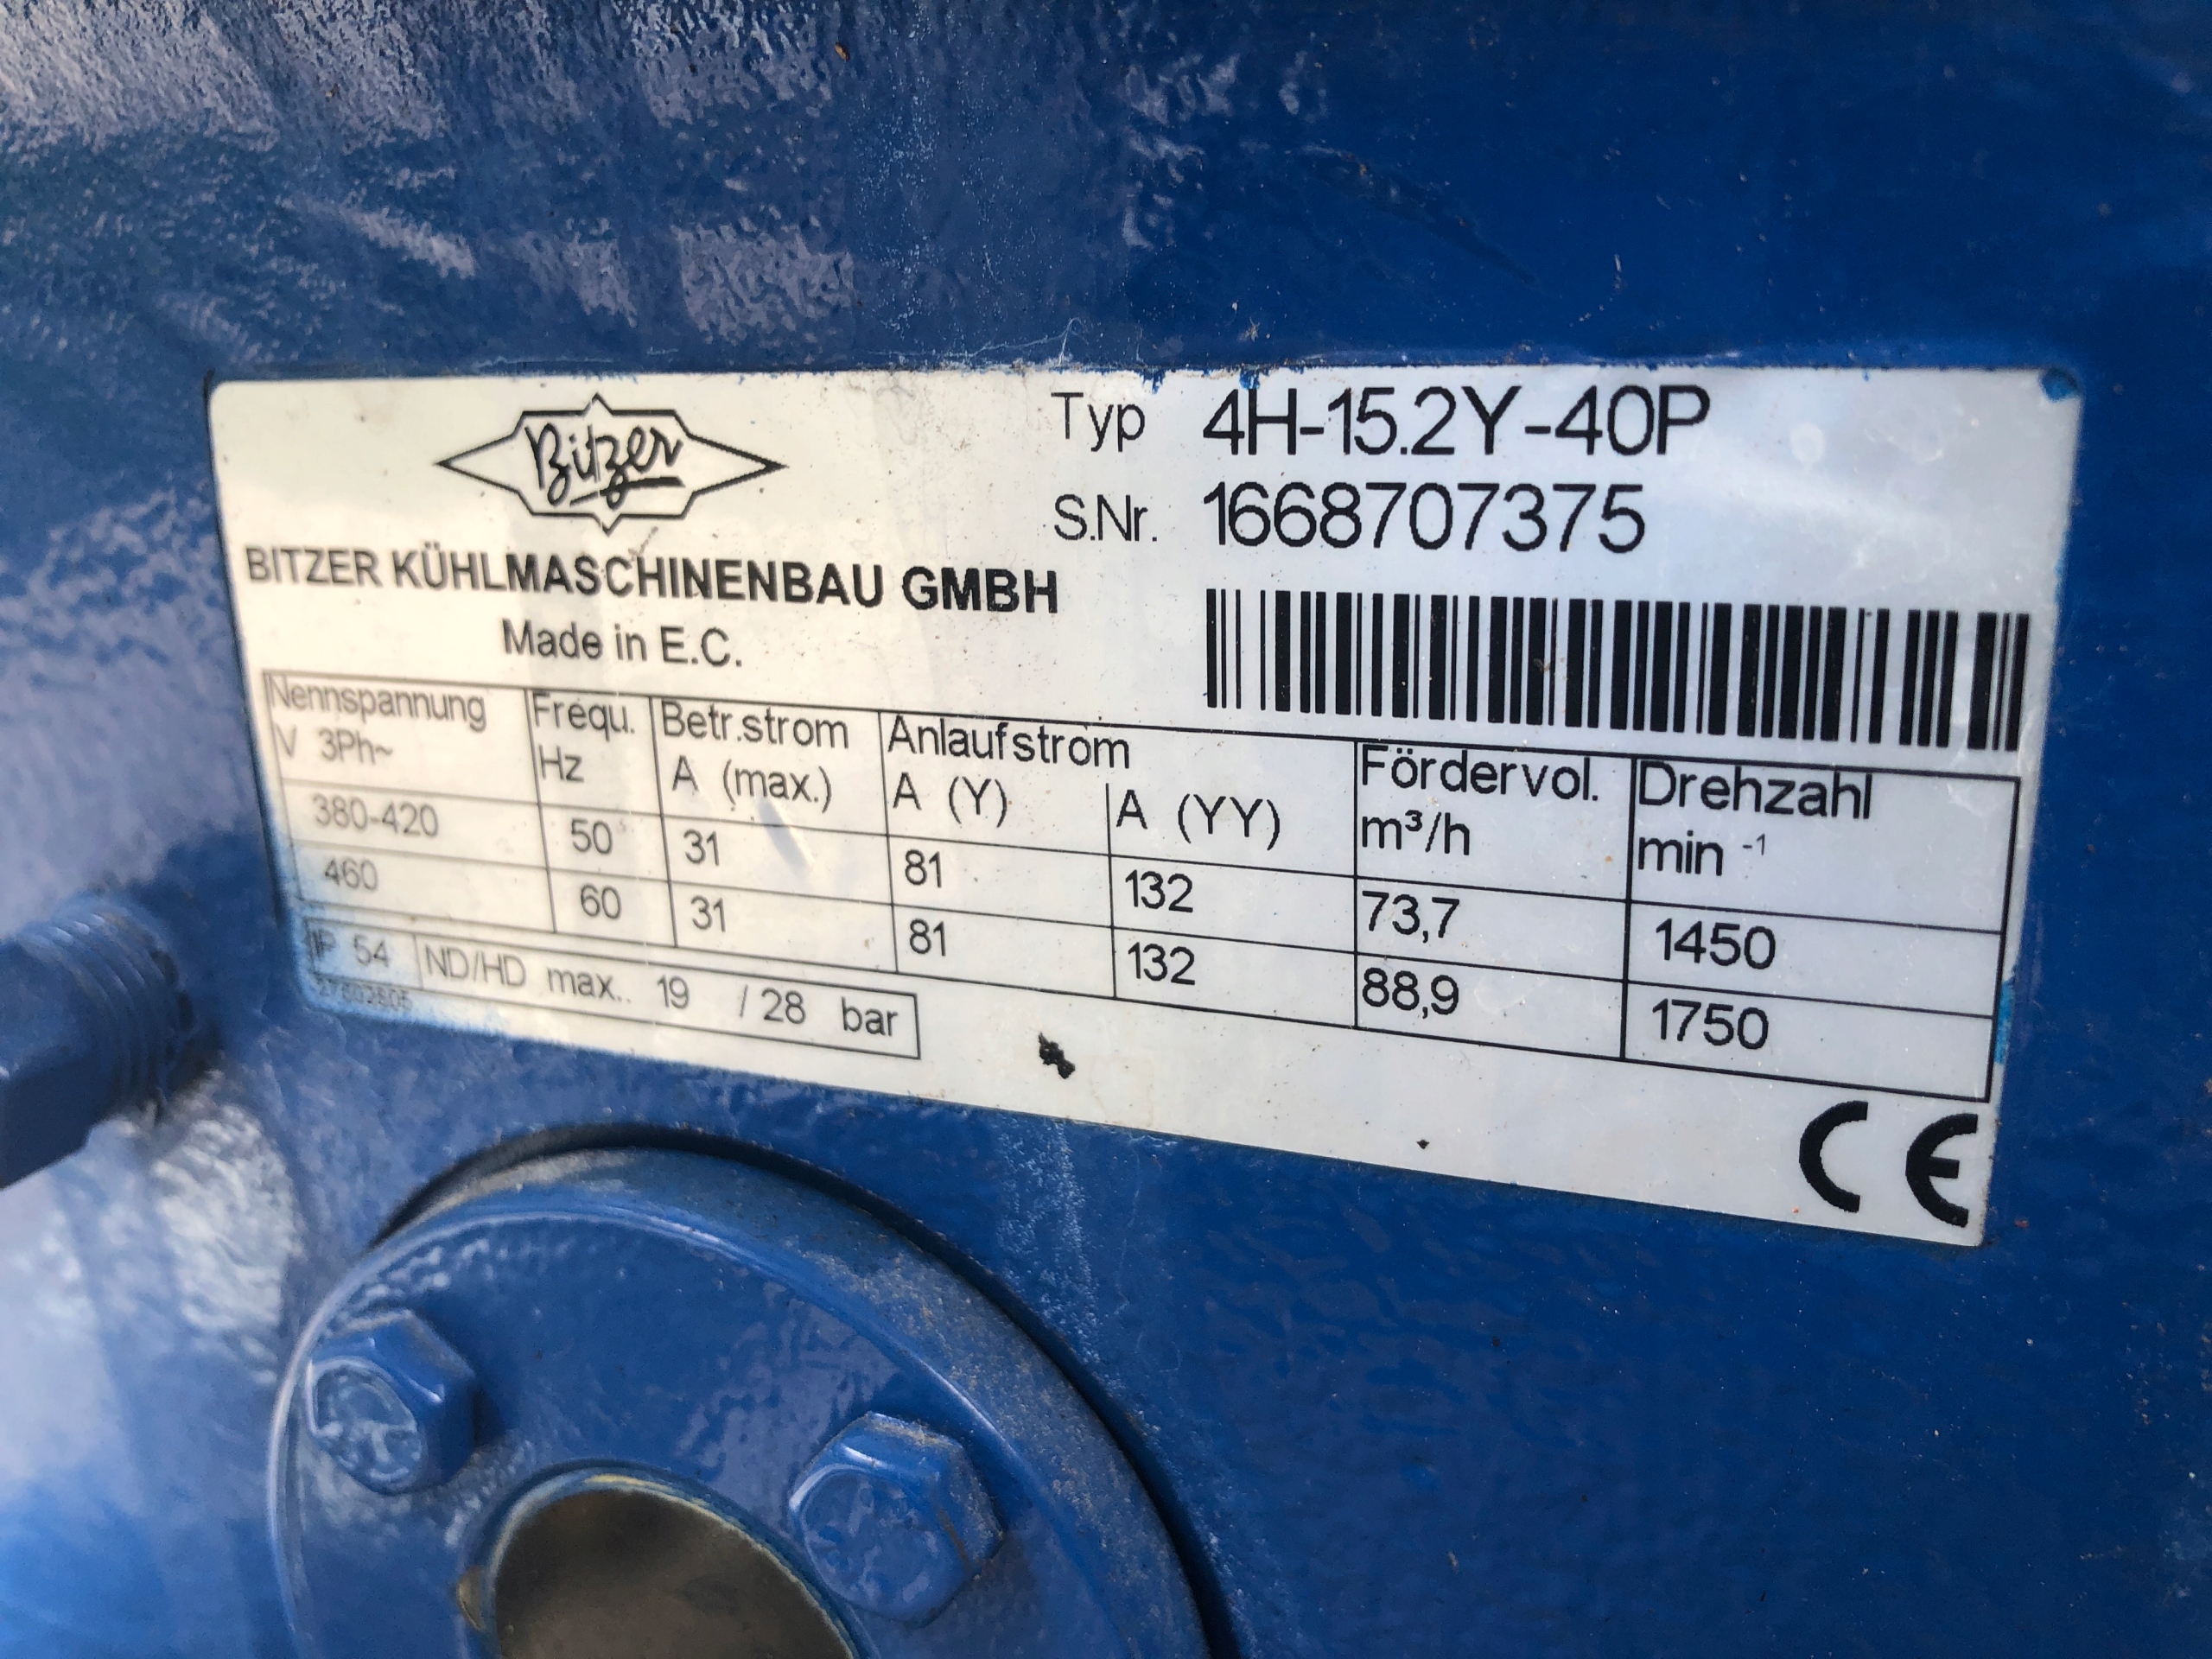 Bitzer
Typ 4H-15.2Y-40P
S.Nr. 1668707375
BITZER KÜHLMASCHINENBAU GMBH
Made in E.C.
Nennspannung Frequ. Betr.strom Anlaufstrom Fördervol. Drehzahl
V 3Ph~ Hz A (max.) A (Y) A (YY) m³/h min -1
380-420 50 31 81 132 73,7 1450
460 60 31 81 132 88,9 1750
IP 54 ND/HD max.. 19 / 28 bar
27602805
CE